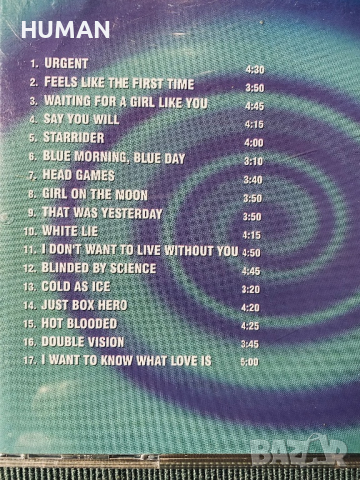 HUMAN
1. URGENT 4:30
2. FEELS LIKE THE FIRST TIME 3:50
3. WAITING FOR A GIRL LIKE YOU 4:45
4. SAY YOU WILL 4:15
5. STARRIDER 4:00
6. BLUE MORNING, BLUE DAY 3:10
7. HEAD GAMES 3:40
8. GIRL ON THE MOON 3:50
9. THAT WAS YESTERDAY 3:50
10. WHITE LIE 4:15
11. I DON'T WANT TO LIVE WITHOUT YOU 4:50
12. BLINDED BY SCIENCE 4:45
13. COLD AS ICE 3:20
14. JUST BOX HERO 4:20
15. HOT BLOODED 4:25
16. DOUBLE VISION 3:45
17. I WANT TO KNOW WHAT LOVE IS 5:00
BAZAR